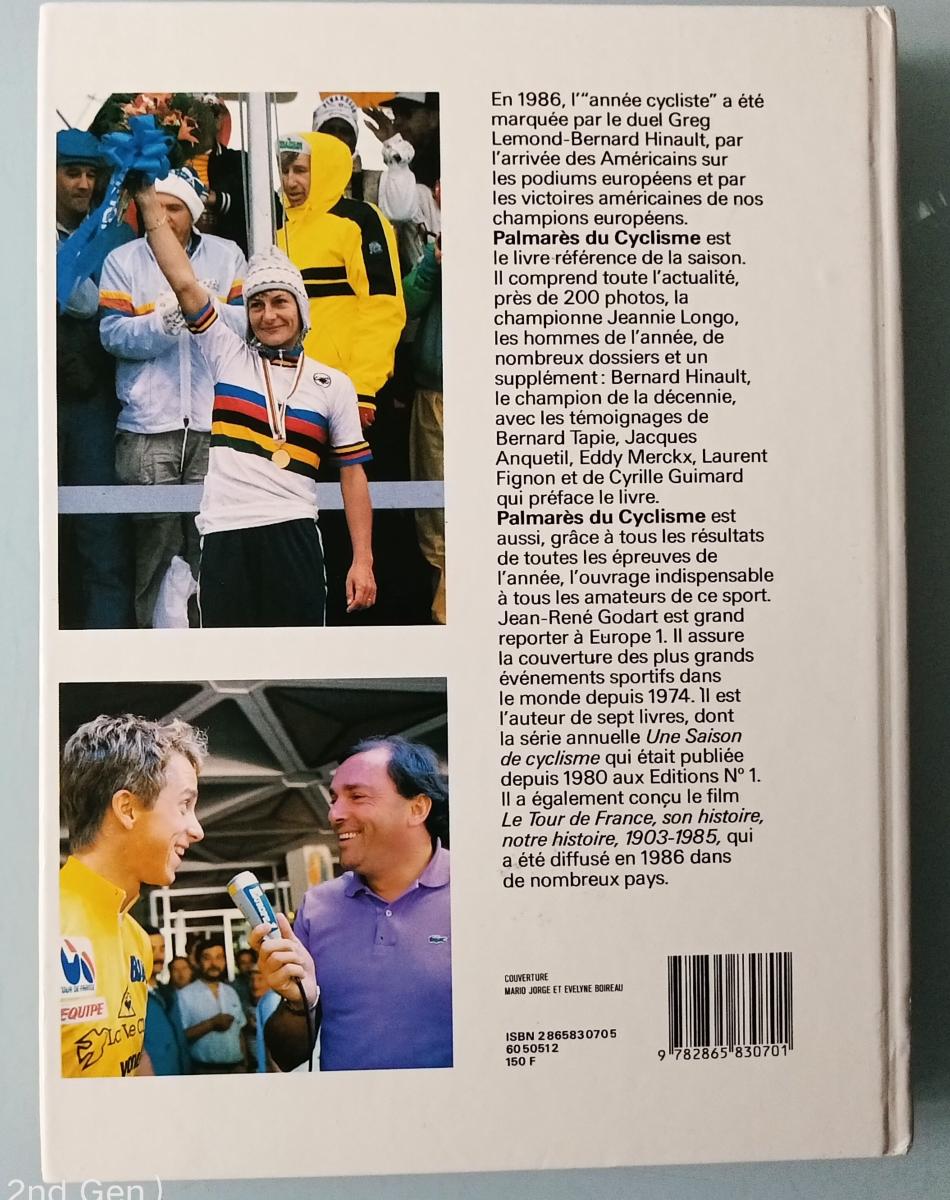 En 1986, l'“année cycliste” a été
marquée par le duel Greg
Lemond-Bernard Hinault, par
l'arrivée des Américains sur
les podiums européens et par
les victoires américaines de nos
champions européens.
Palmarès du Cyclisme est
le livre-référence de la saison.
Il comprend toute l'actualité,
près de 200 photos, la
championne Jeannie Longo,
les hommes de l'année, de
nombreux dossiers et un
supplément : Bernard Hinault,
le champion de la décennie,
avec les témoignages de
Bernard Tapie, Jacques
Anquetil, Eddy Merckx, Laurent
Fignon et de Cyrille Guimard
qui préface le livre.
Palmarès du Cyclisme est
aussi, grâce à tous les résultats
de toutes les épreuves de
l'année, l'ouvrage indispensable
à tous les amateurs de ce sport.
Jean-René Godart est grand
reporter à Europe 1. Il assure
la couverture des plus grands
événements sportifs dans
le monde depuis 1974. Il est
l'auteur de sept livres, dont
la série annuelle Une Saison
de cyclisme qui était publiée
depuis 1980 aux Editions N° 1.
Il a également conçu le film
Le Tour de France, son histoire,
notre histoire, 1903-1985, qui
a été diffusé en 1986 dans
de nombreux pays.
TOUR DE FRANCE
EQUIPE
COUVERTURE
MARIO JORGE ET EVELYNE BOIREAU
ISBN 2 86583 070 5
60 50512
150 F
9 782865 830701
2nd Gen )